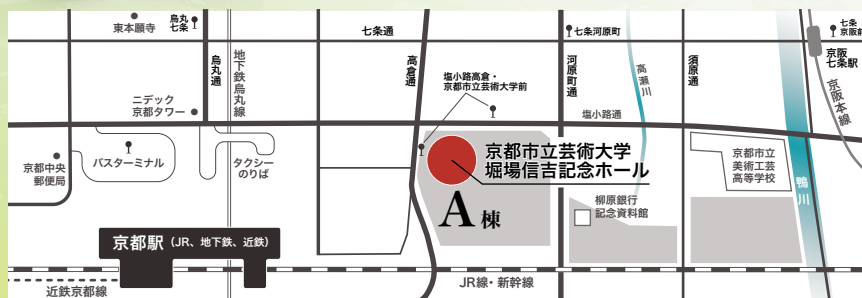 東本願寺
烏丸
七条
七条通
七条河原町
七条
京阪前
京阪
七条駅
烏丸通
地下鉄烏丸線
高倉通
塩小路高倉・
京都市立芸術大学前
河原町通
高瀬川
須原通
京阪本線
ニデック
京都タワー
塩小路通
京都中央
郵便局
バスターミナル
タクシー
のりば
京都市立芸術大学
堀場信吉記念ホール
A棟
京都市立
美術工芸
高等学校
鴨川
柳原銀行
記念資料館
京都駅(JR、地下鉄、近鉄)
近鉄京都線
JR線・新幹線